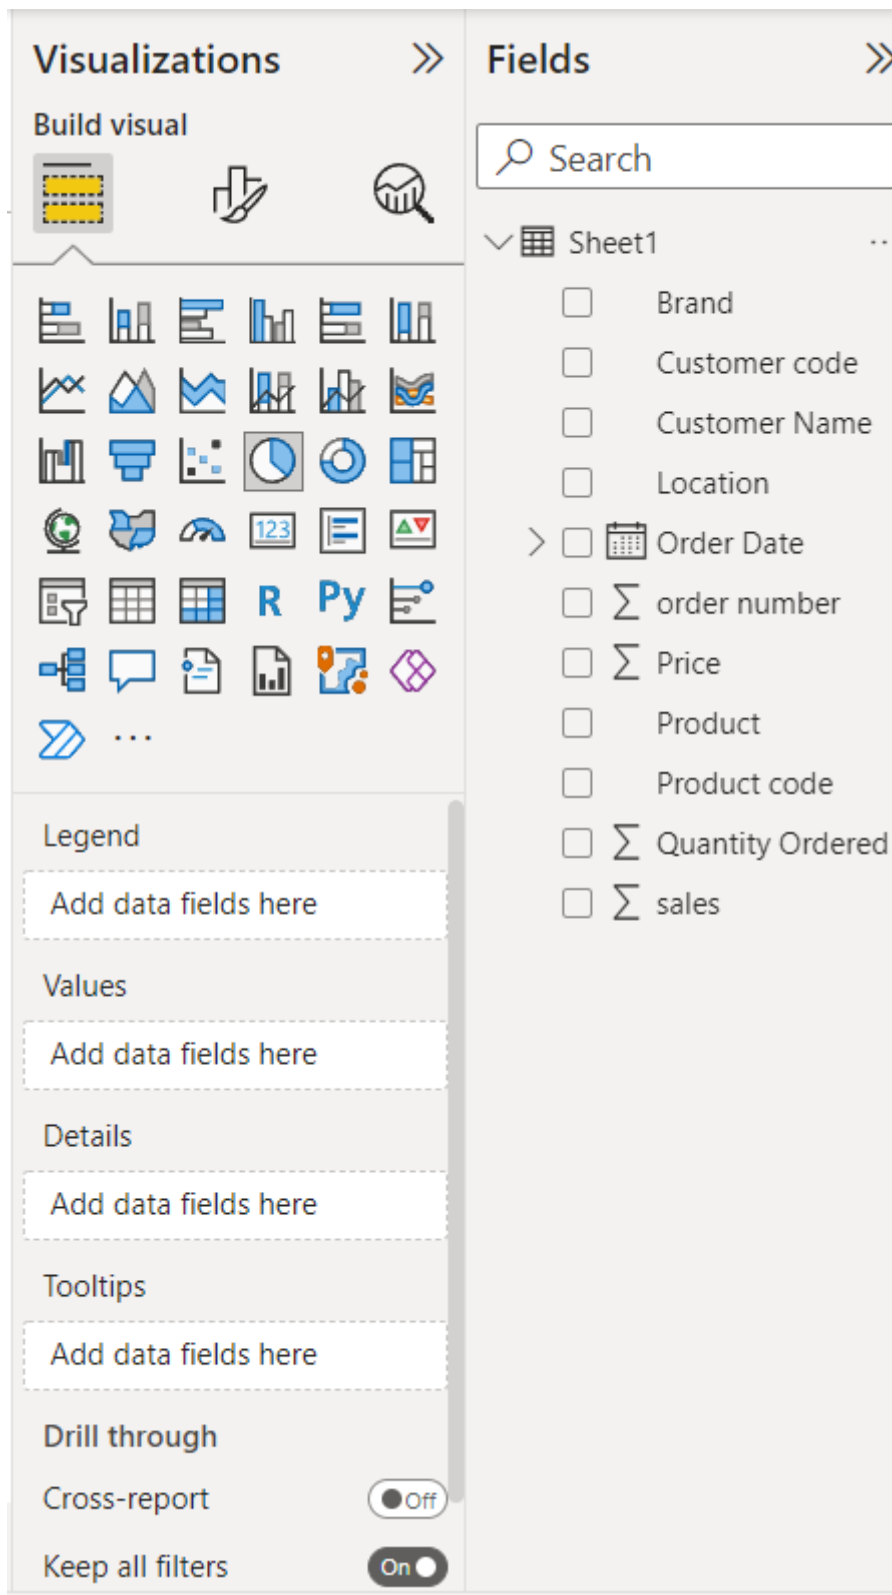 Visualizations
Build visual
123
R
Py
...
Legend
Add data fields here
Values
Add data fields here
Details
Add data fields here
Tooltips
Add data fields here
Drill through
Cross-report
Off
Keep all filters
On
Fields
Search
Sheet1
Brand
Customer code
Customer Name
Location
Order Date
Σ order number
Σ Price
Product
Product code
Σ Quantity Ordered
Σ sales